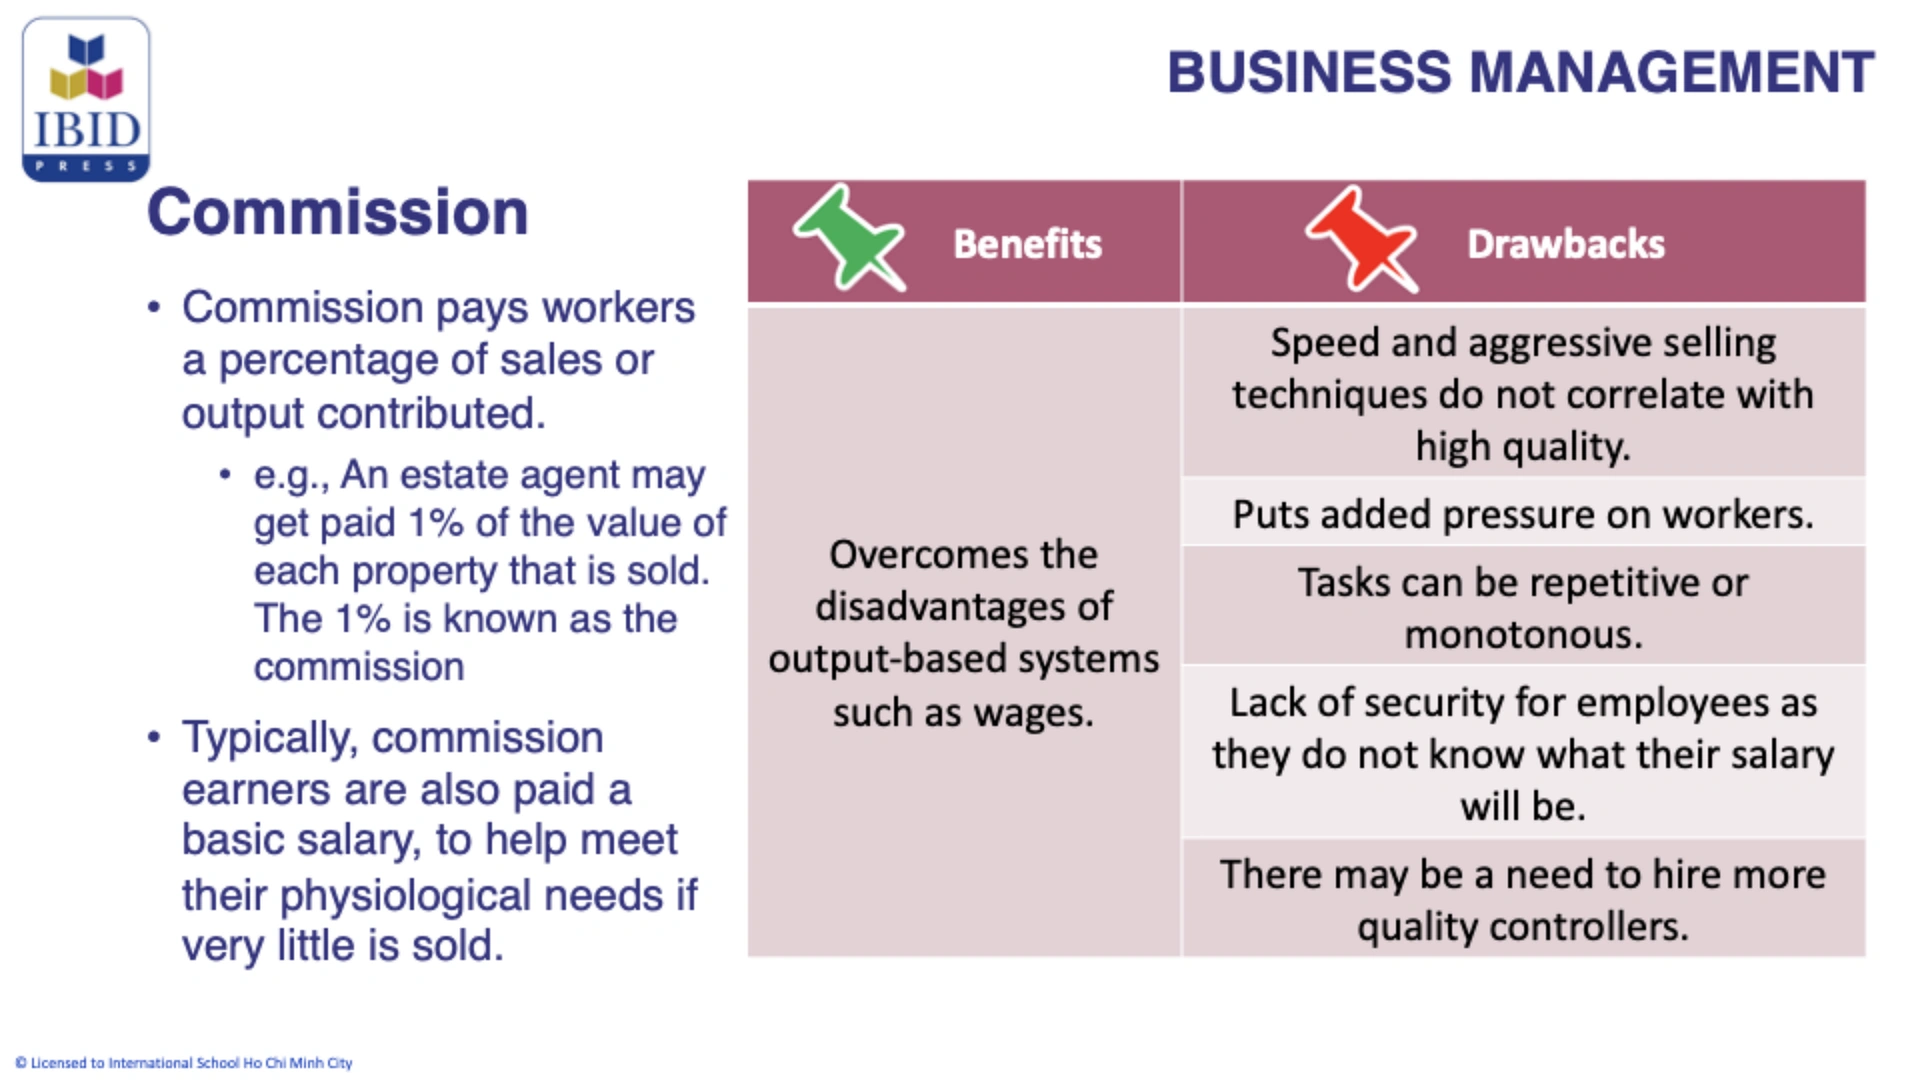 IBID
PRESS
BUSINESS MANAGEMENT
Commission
• Commission pays workers
a percentage of sales or
output contributed.
• e.g., An estate agent may
get paid 1% of the value of
each property that is sold.
The 1% is known as the
commission
• Typically, commission
earners are also paid a
basic salary, to help meet
their physiological needs if
very little is sold.
Benefits
Overcomes the
disadvantages of
output-based systems
such as wages.
Drawbacks
Speed and aggressive selling
techniques do not correlate with
high quality.
Puts added pressure on workers.
Tasks can be repetitive or
monotonous.
Lack of security for employees as
they do not know what their salary
will be.
There may be a need to hire more
quality controllers.
© Licensed to International School Ho Chi Minh City